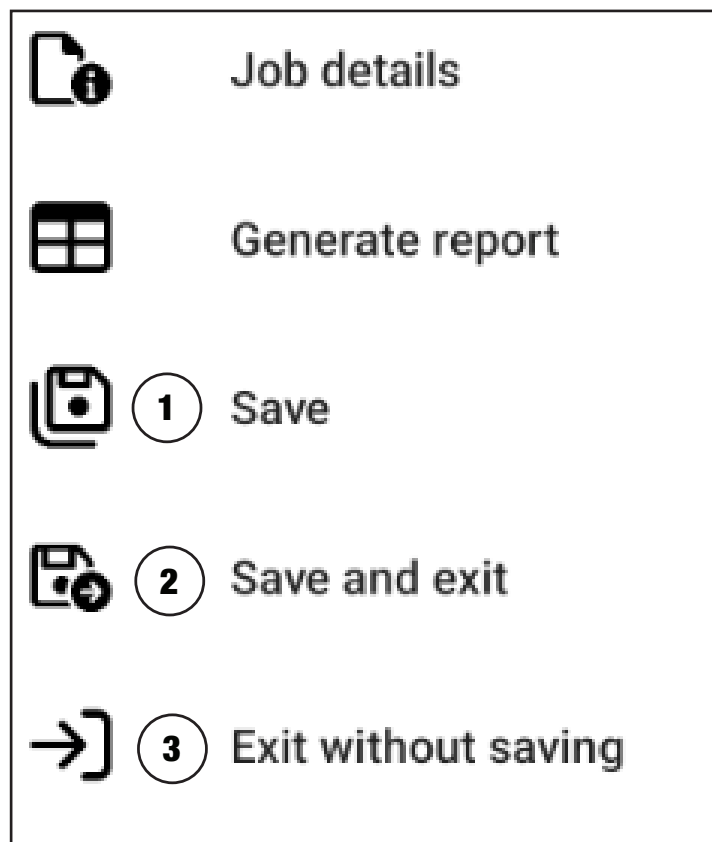 Job details
Generate report
1 Save
2 Save and exit
3 Exit without saving